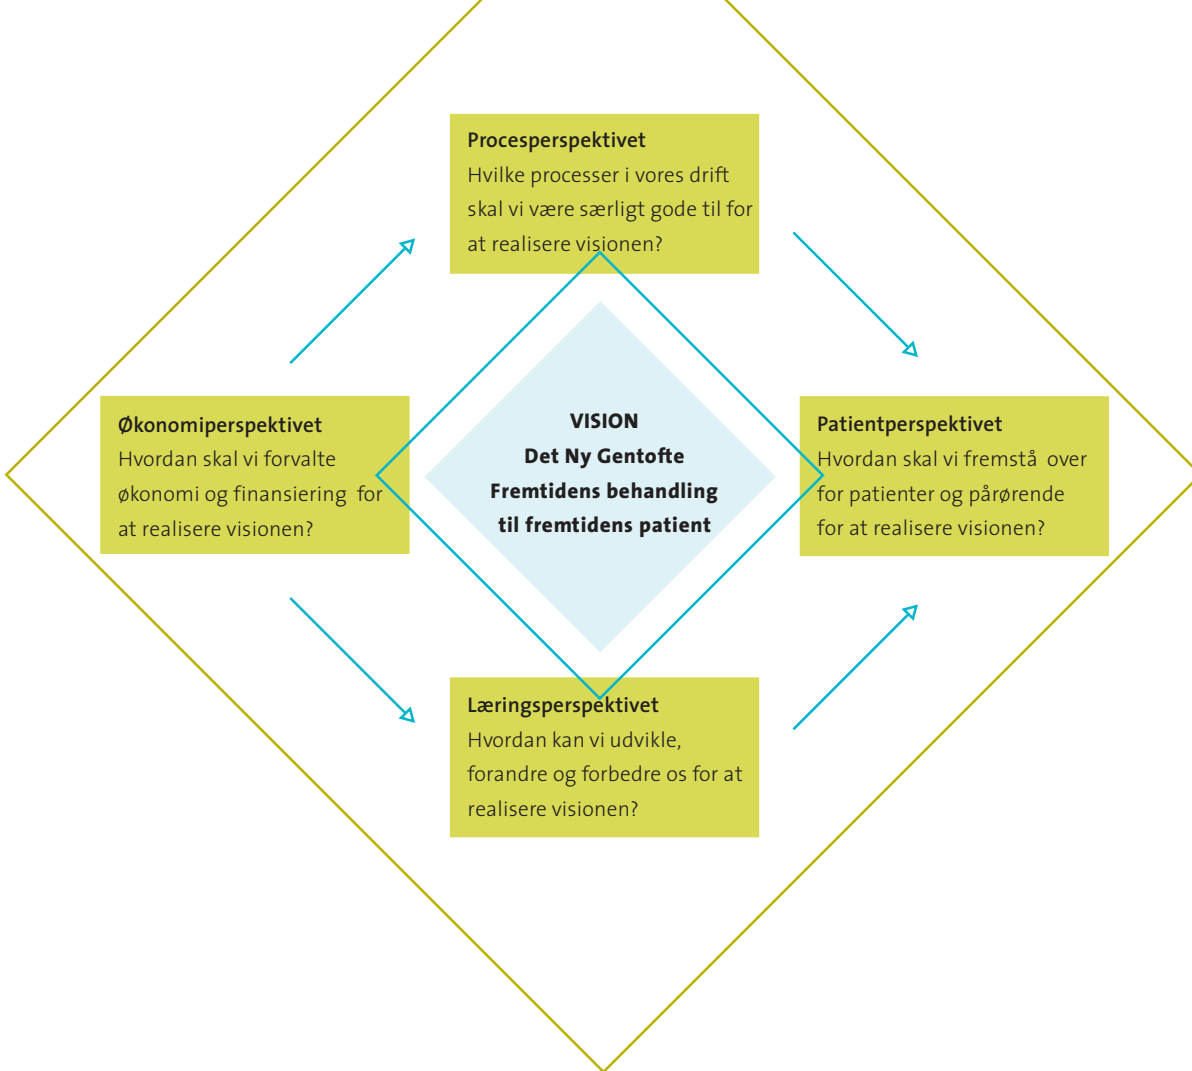 Procesperspektivet
Hvilke processer i vores drift
skal vi være særligt gode til for
at realisere visionen?
Økonomiperspektivet
Hvordan skal vi forvalte
økonomi og finansiering for
at realisere visionen?
VISION
Det Ny Gentofte
Fremtidens behandling
til fremtidens patient
Patientperspektivet
Hvordan skal vi fremstå over
for patienter og pårørende
for at realisere visionen?
Læringsperspektivet
Hvordan kan vi udvikle,
forandre og forbedre os for at
realisere visionen?